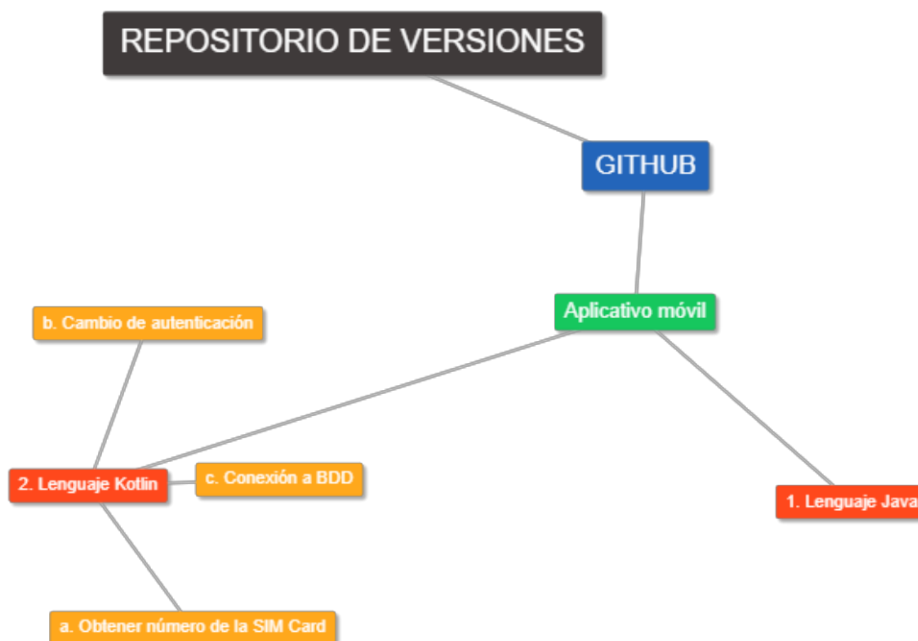 REPOSITORIO DE VERSIONES
GITHUB
Aplicativo móvil
b. Cambio de autenticación
2. Lenguaje Kotlin
c. Conexión a BDD
1. Lenguaje Java
a. Obtener número de la SIM Card